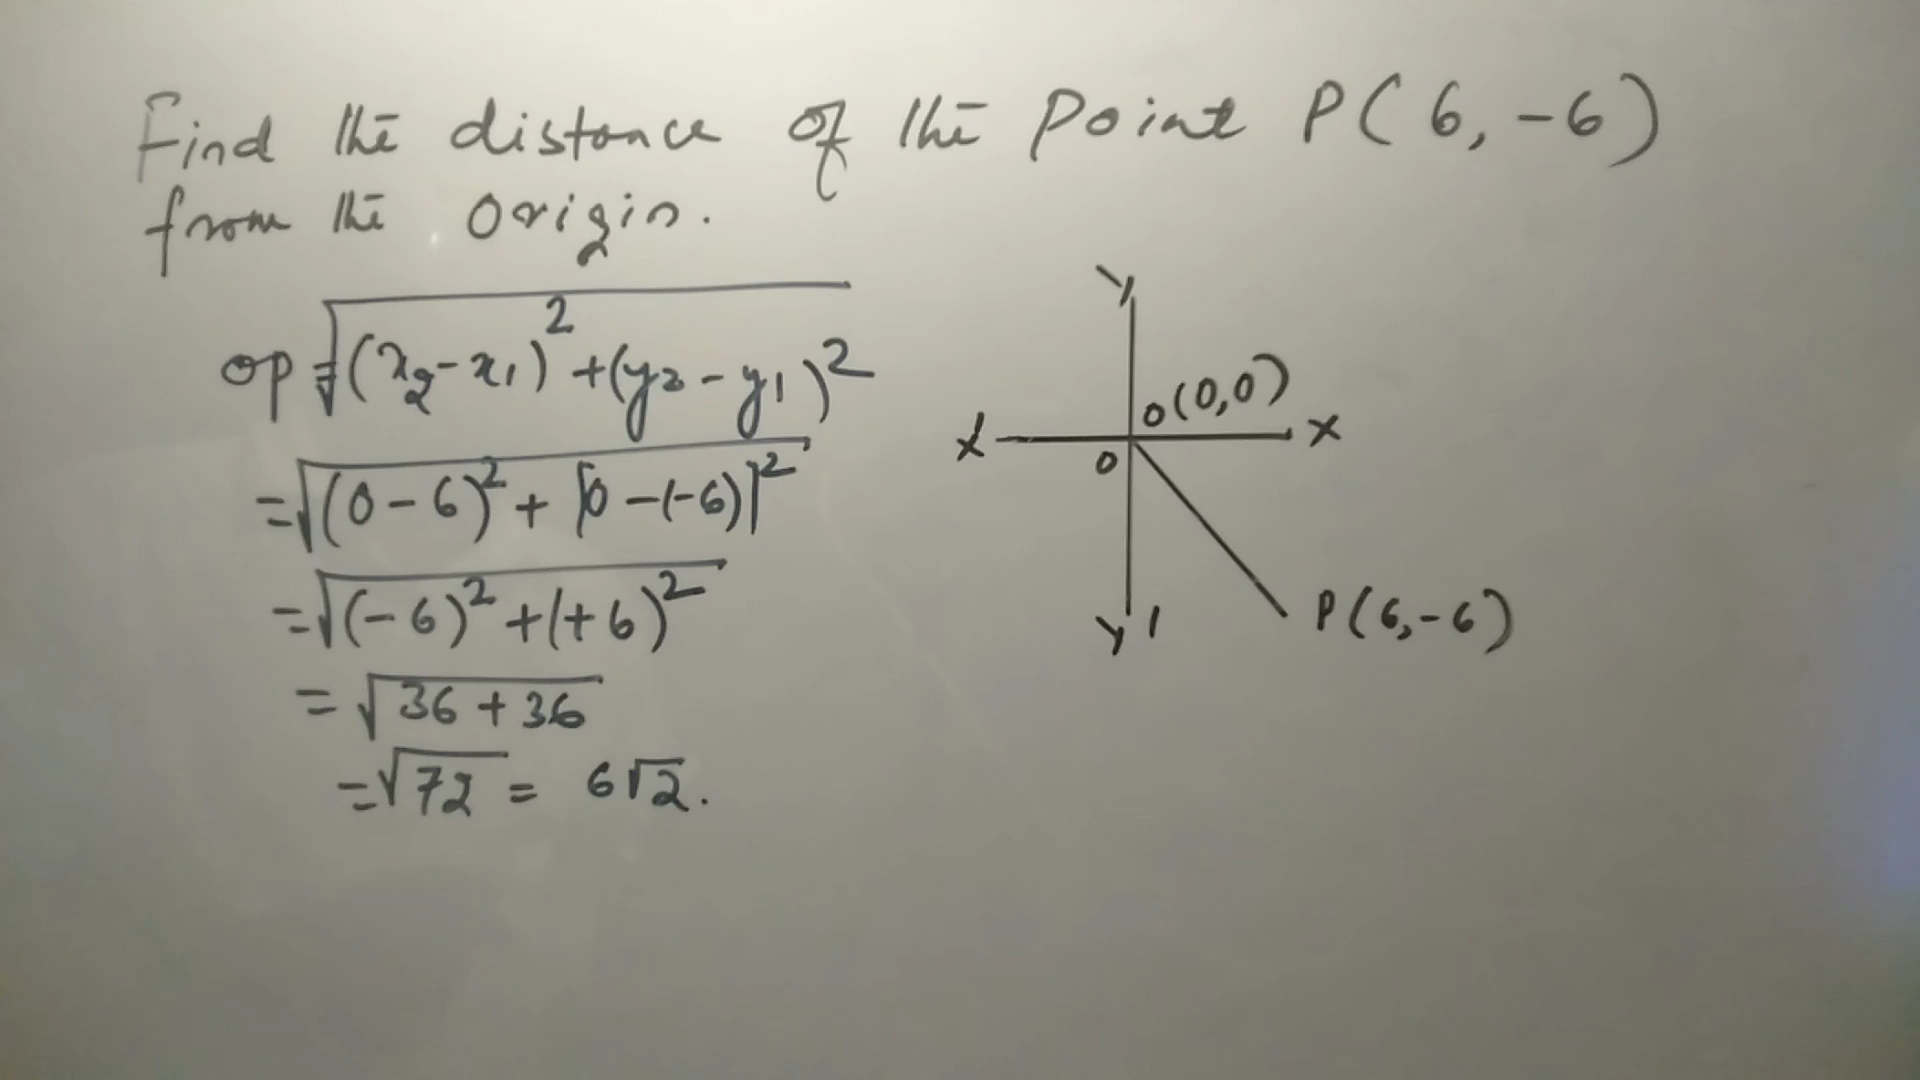 Find the distance of the point P(6,-6)
from the origin.
OP = √(x₂-x₁)² + (y₂-y₁)²
= √(0-6)² + [0-(-6)]²
= √(-6)² + (+6)²
= √36+36
= √72 = 6√2.
Y
O(0,0)
X
X
O
Y'
P(6,-6)